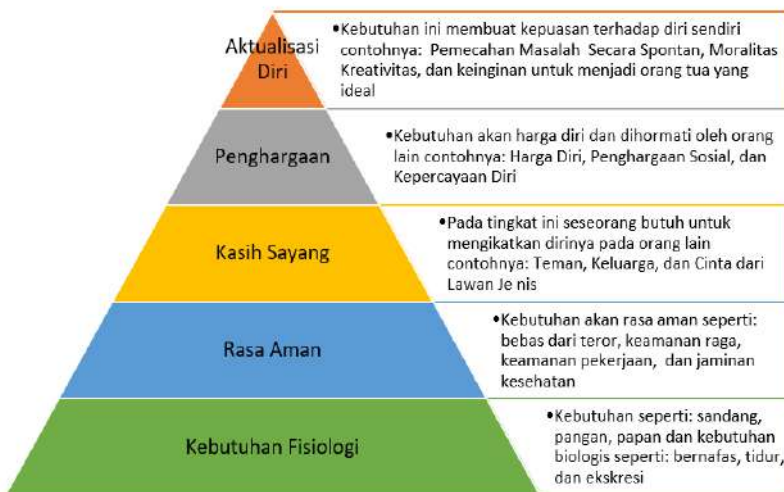 Aktualisasi
Diri
•Kebutuhan ini membuat kepuasan terhadap diri sendiri
contohnya: Pemecahan Masalah Secara Spontan, Moralitas
Kreativitas, dan keinginan untuk menjadi orang tua yang
ideal
Penghargaan
•Kebutuhan akan harga diri dan dihormati oleh orang
lain contohnya: Harga Diri, Penghargaan Sosial, dan
Kepercayaan Diri
Kasih Sayang
•Pada tingkat ini seseorang butuh untuk
mengikatkan dirinya pada orang lain
contohnya: Teman, Keluarga, dan Cinta dari
Lawan Je nis
Rasa Aman
•Kebutuhan akan rasa aman seperti:
bebas dari teror, keamanan raga,
keamanan pekerjaan, dan jaminan
kesehatan
Kebutuhan Fisiologi
•Kebutuhan seperti: sandang,
pangan, papan dan kebutuhan
biologis seperti: bernafas, tidur,
dan ekskresi